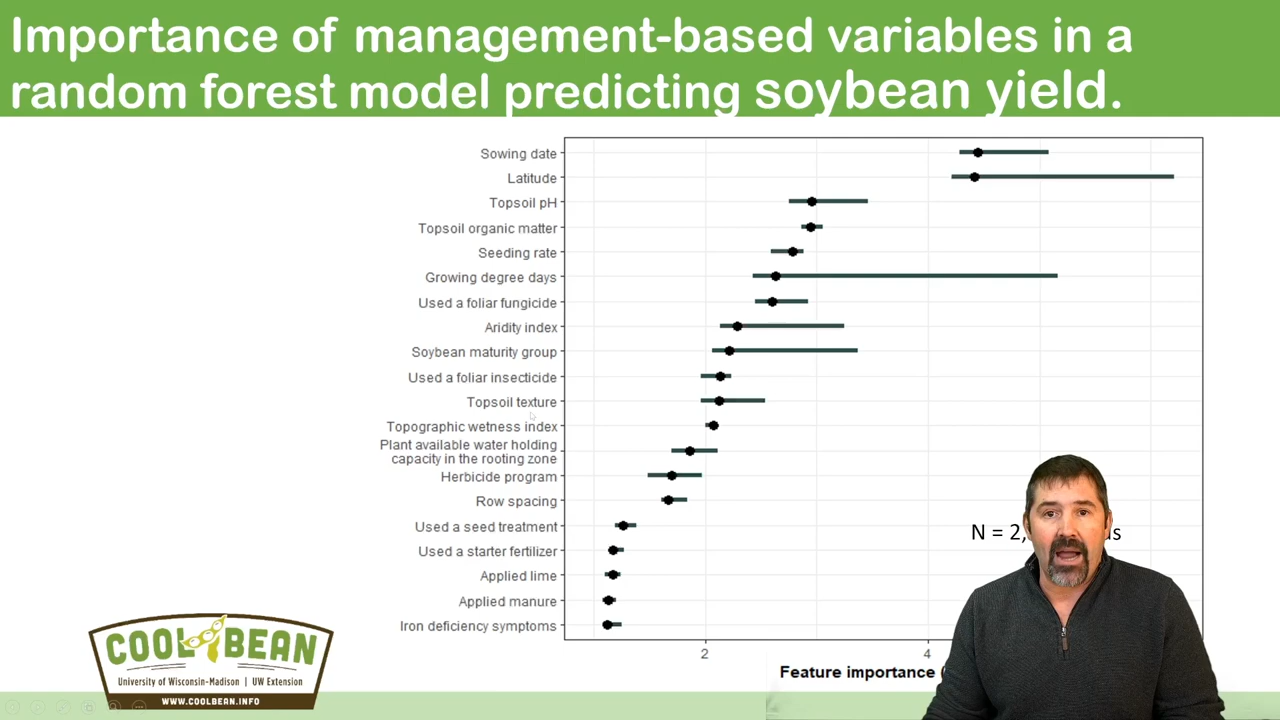 Importance of management-based variables in a
random forest model predicting soybean yield.
Sowing date
Latitude
Topsoil pH
Topsoil organic matter
Seeding rate
Growing degree days
Used a foliar fungicide
Aridity index
Soybean maturity group
Used a foliar insecticide
Topsoil texture
Topographic wetness index
Plant available water holding
capacity in the rooting zone
Herbicide program
Row spacing
Used a seed treatment
Used a starter fertilizer
Applied lime
Applied manure
Iron deficiency symptoms
N = 2,
2
4
Feature importance (
COOL BEAN
University of Wisconsin-Madison | UW Extension
WWW.COOLBEAN.INFO